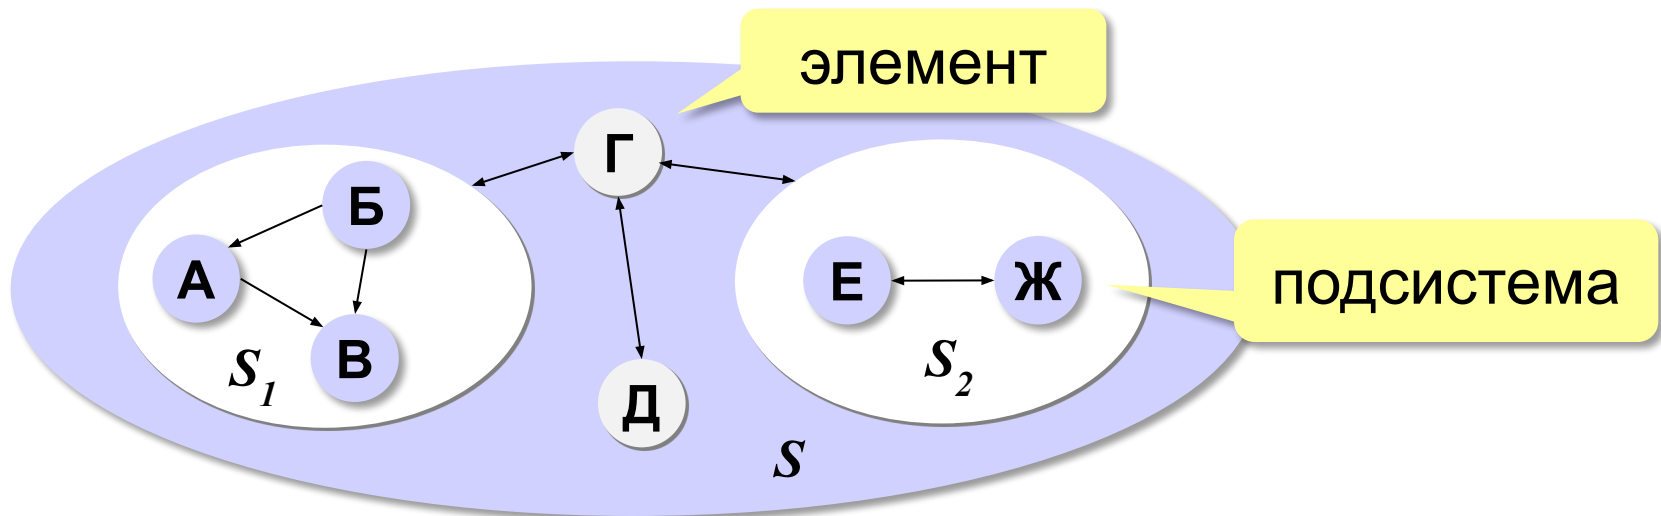 элемент
Г
Б
А
В
S1
Е
Ж
S2
подсистема
Д
S